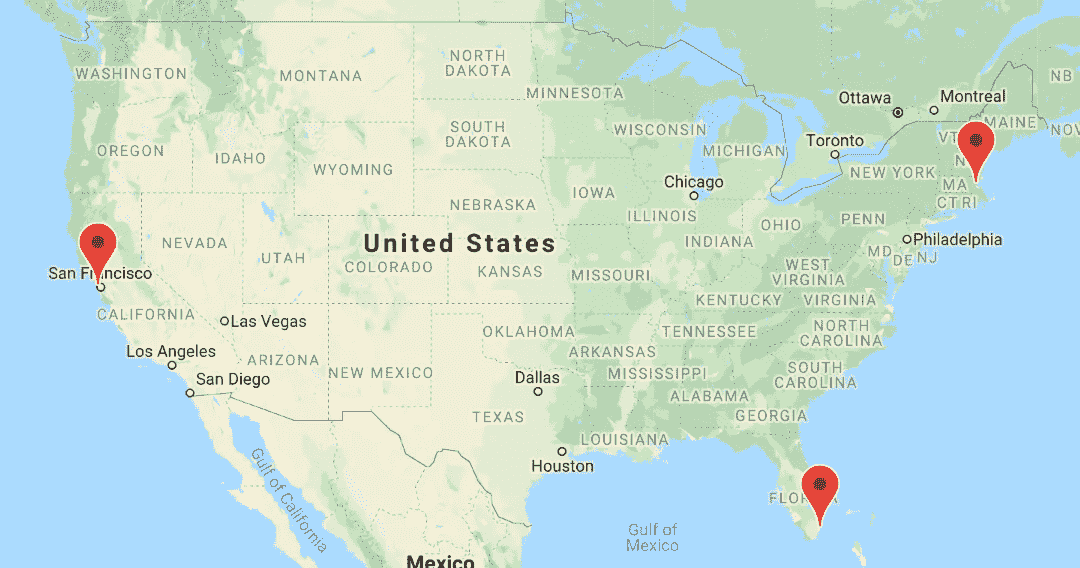 NORTH
DAKOTA
MONTANA
WASHINGTON
MINNESOTA
NB
Ottawa
Montreal
MAINE
NOV
VT
SOUTH
DAKOTA
WISCONSIN
MICHIGAN
Toronto
OREGON
IDAHO
WYOMING
NEW YORK
N
MA
CT RI
Chicago
IOWA
NEBRASKA
ILLINOIS
OHIO
PENN
Philadelphia
INDIANA
NEVADA
United States
UTAH
COLORADO
KANSAS
MISSOURI
WEST
VIRGINIA
MD
DE
NJ
San Francisco
KENTUCKY
VIRGINIA
CALIFORNIA
Las Vegas
OKLAHOMA
TENNESSEE
NORTH
CAROLINA
Los Angeles
ARIZONA
NEW MEXICO
ARKANSAS
MISSISSIPPI
SOUTH
CAROLINA
San Diego
Dallas
ALABAMA
GEORGIA
TEXAS
LOUISIANA
Houston
FLORIDA
Gulf of California
Gulf of
Mexico
Mexico